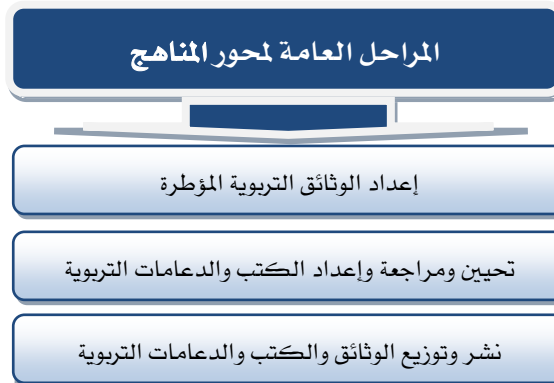 المراحل العامة لمحور المناهج
إعداد الوثائق التربوية المؤطرة
تحيين ومراجعة وإعداد الكتب والدعامات التربوية
نشر وتوزيع الوثائق والكتب والدعامات التربوية